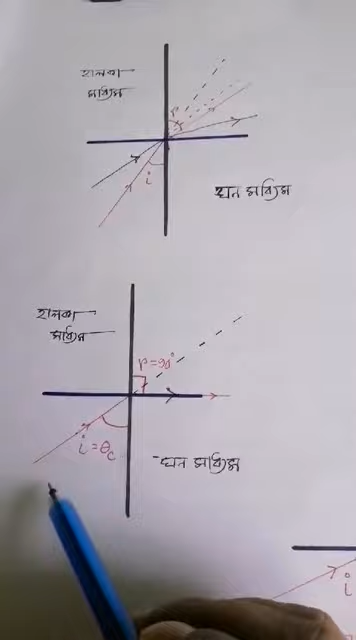 হালকা
মাধ্যম
r
i
ঘন মাধ্যম
হালকা
মাধ্যম
r=90°
i=θc
ঘন মাধ্যম
i